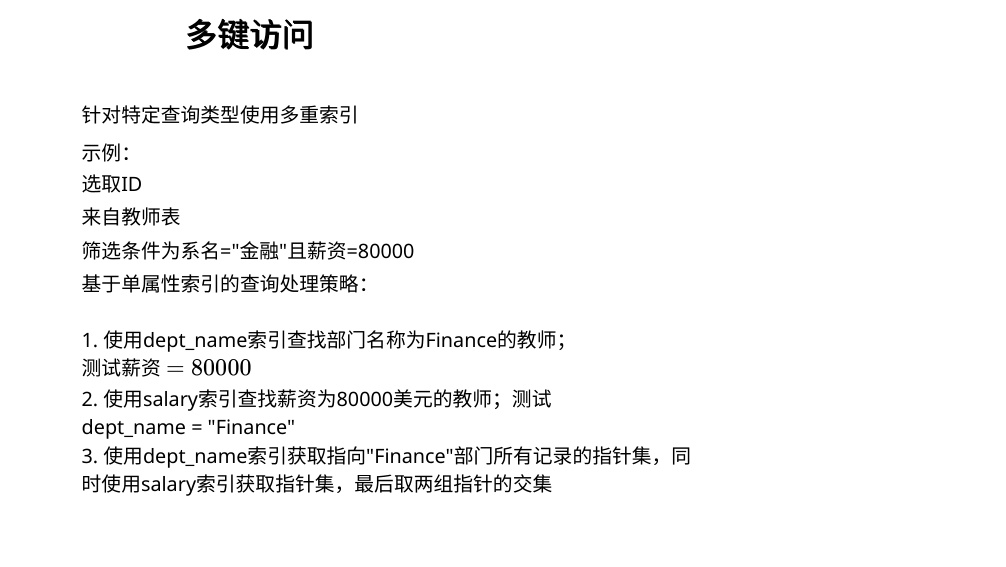 多键访问
针对特定查询类型使用多重索引
示例：
选取ID
来自教师表
筛选条件为系名="金融"且薪资=80000
基于单属性索引的查询处理策略：
1. 使用dept_name索引查找部门名称为Finance的教师；
测试薪资 = 80000
2. 使用salary索引查找薪资为80000美元的教师；测试
dept_name = "Finance"
3. 使用dept_name索引获取指向"Finance"部门所有记录的指针集，同
时使用salary索引获取指针集，最后取两组指针的交集